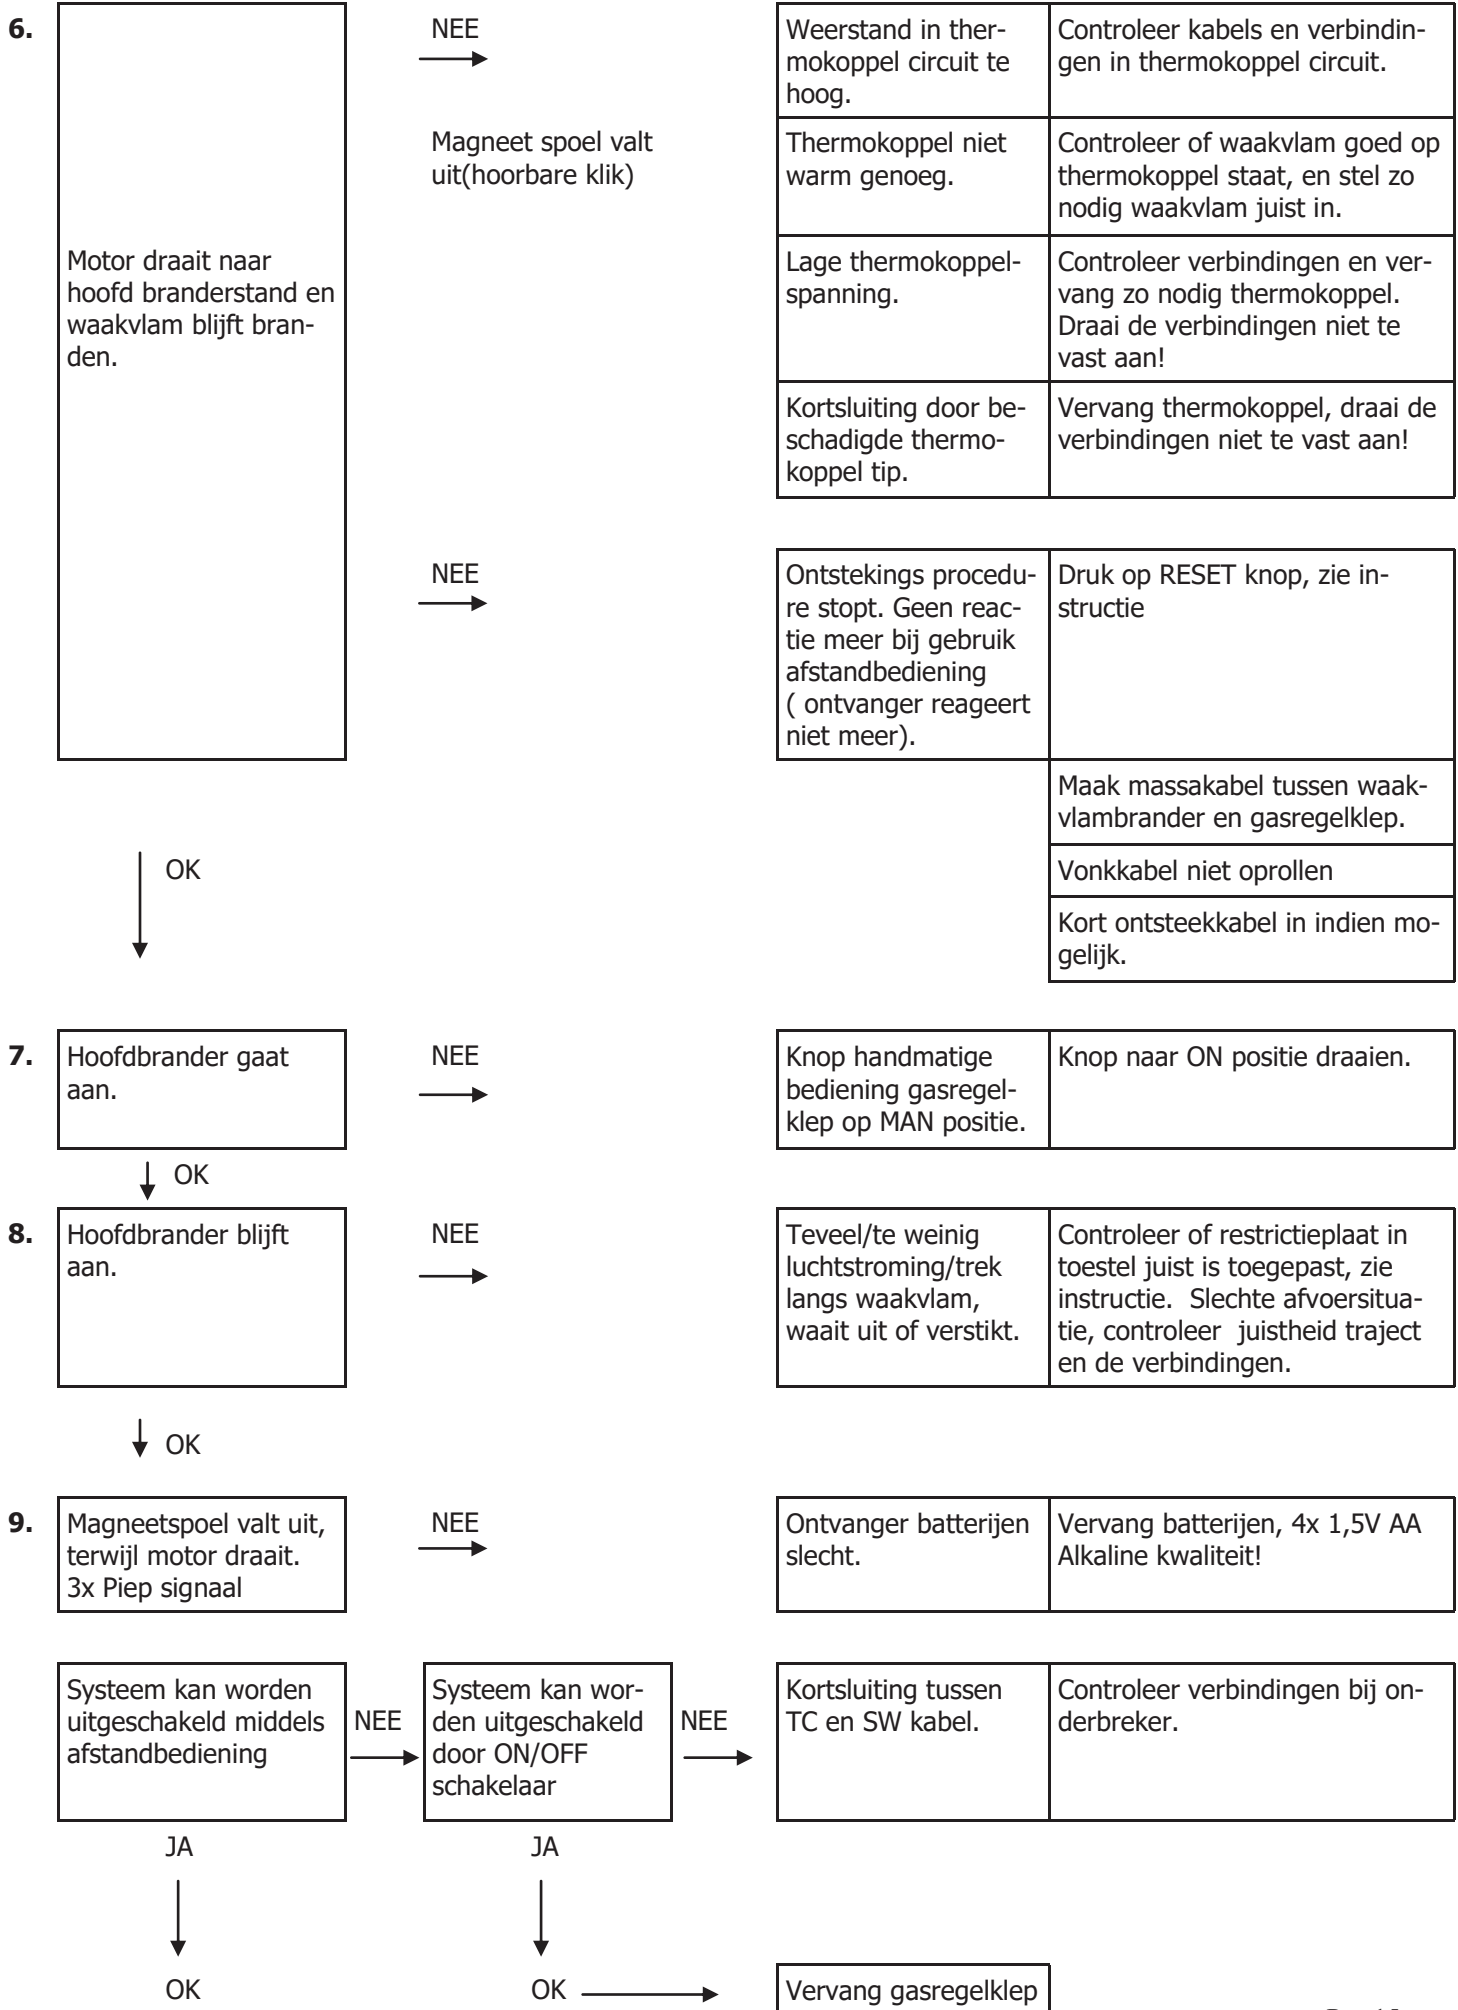 6.
Motor draait naar
hoofd branderstand en
waakvlam blijft bran-
den.
NEE
Magneet spoel valt
uit(hoorbare klik)
Weerstand in ther-
mokoppel circuit te
hoog.
Controleer kabels en verbindin-
gen in thermokoppel circuit.
Thermokoppel niet
warm genoeg.
Controleer of waakvlam goed op
thermokoppel staat, en stel zo
nodig waakvlam juist in.
Lage thermokoppel-
spanning.
Controleer verbindingen en ver-
vang zo nodig thermokoppel.
Draai de verbindingen niet te
vast aan!
Kortsluiting door be-
schadigde thermo-
koppel tip.
Vervang thermokoppel, draai de
verbindingen niet te vast aan!
NEE
Ontstekings procedu-
re stopt. Geen reac-
tie meer bij gebruik
afstandbediening
( ontvanger reageert
niet meer).
Druk op RESET knop, zie in-
structie
Maak massakabel tussen waak-
vlambrander en gasregelklep.
Vonkkabel niet oprollen
Kort ontsteekkabel in indien mo-
gelijk.
OK
7.
Hoofdbrander gaat
aan.
NEE
Knop handmatige
bediening gasregel-
klep op MAN positie.
Knop naar ON positie draaien.
OK
8.
Hoofdbrander blijft
aan.
NEE
Teveel/te weinig
luchtstroming/trek
langs waakvlam,
waait uit of verstikt.
Controleer of restrictieplaat in
toestel juist is toegepast, zie
instructie.  Slechte afvoersitua-
tie, controleer  juistheid traject
en de verbindingen.
OK
9.
Magneetspoel valt uit,
terwijl motor draait.
3x Piep signaal
NEE
Ontvanger batterijen
slecht.
Vervang batterijen, 4x 1,5V AA
Alkaline kwaliteit!
Systeem kan worden
uitgeschakeld middels
afstandbediening
NEE
Systeem kan wor-
den uitgeschakeld
door ON/OFF
schakelaar
NEE
Kortsluiting tussen
TC en SW kabel.
Controleer verbindingen bij on-
derbreker.
JA
JA
OK
OK
Vervang gasregelklep